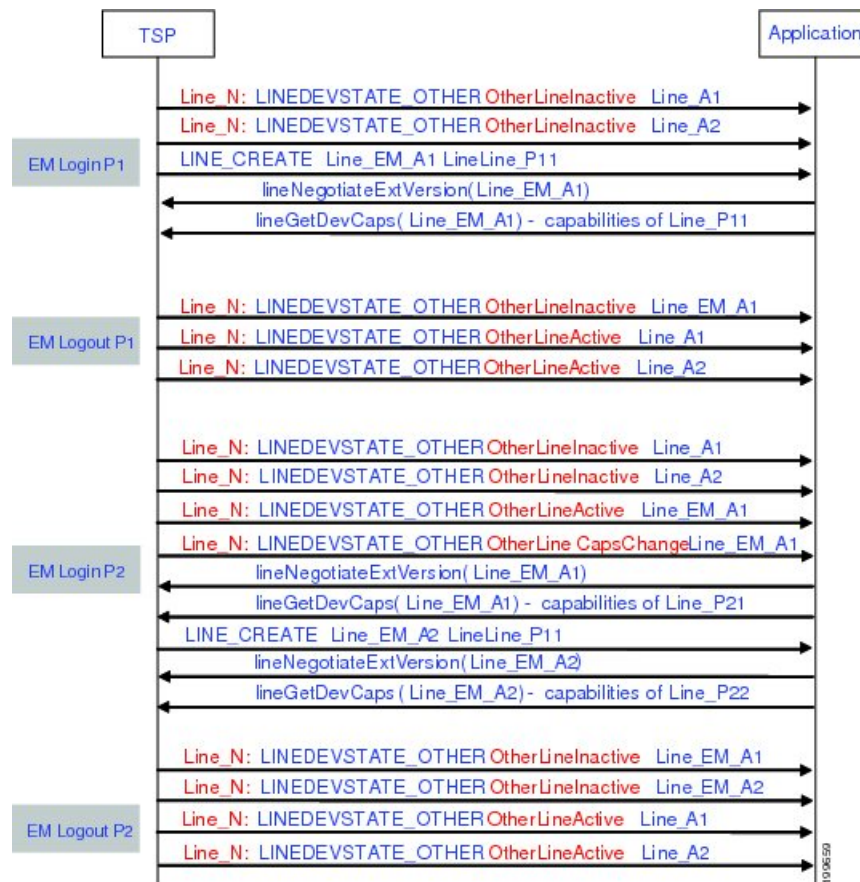 TSP
Application
Line_N: LINEDEVSTATE_OTHER OtherLineInactive Line_A1
Line_N: LINEDEVSTATE_OTHER OtherLineInactive Line_A2
EM Login P1
LINE_CREATE Line_EM_A1 LineLine_P11
lineNegotiateExtVersion(Line_EM_A1)
lineGetDevCaps( Line_EM_A1) - capabilities of Line_P11
Line_N: LINEDEVSTATE_OTHER OtherLineInactive Line_EM_A1
EM Logout P1
Line_N: LINEDEVSTATE_OTHER OtherLineActive Line_A1
Line_N: LINEDEVSTATE_OTHER OtherLineActive Line_A2
Line_N: LINEDEVSTATE_OTHER OtherLineInactive Line_A1
Line_N: LINEDEVSTATE_OTHER OtherLineInactive Line_A2
Line_N: LINEDEVSTATE_OTHER OtherLineActive Line_EM_A1
Line_N: LINEDEVSTATE_OTHER OtherLine CapsChangeLine_EM_A1
EM Login P2
lineNegotiateExtVersion( Line_EM_A1)
lineGetDevCaps( Line_EM_A1) - capabilities of Line_P21
LINE_CREATE Line_EM_A2 LineLine_P11
lineNegotiateExtVersion(Line_EM_A2)
lineGetDevCaps ( Line_EM_A2) - capabilities of Line_P22
Line_N: LINEDEVSTATE_OTHER OtherLineInactive Line_EM_A1
Line_N: LINEDEVSTATE_OTHER OtherLineInactive Line_EM_A2
EM Logout P2
Line_N: LINEDEVSTATE_OTHER OtherLineActive Line_A1
Line_N: LINEDEVSTATE_OTHER OtherLineActive Line_A2